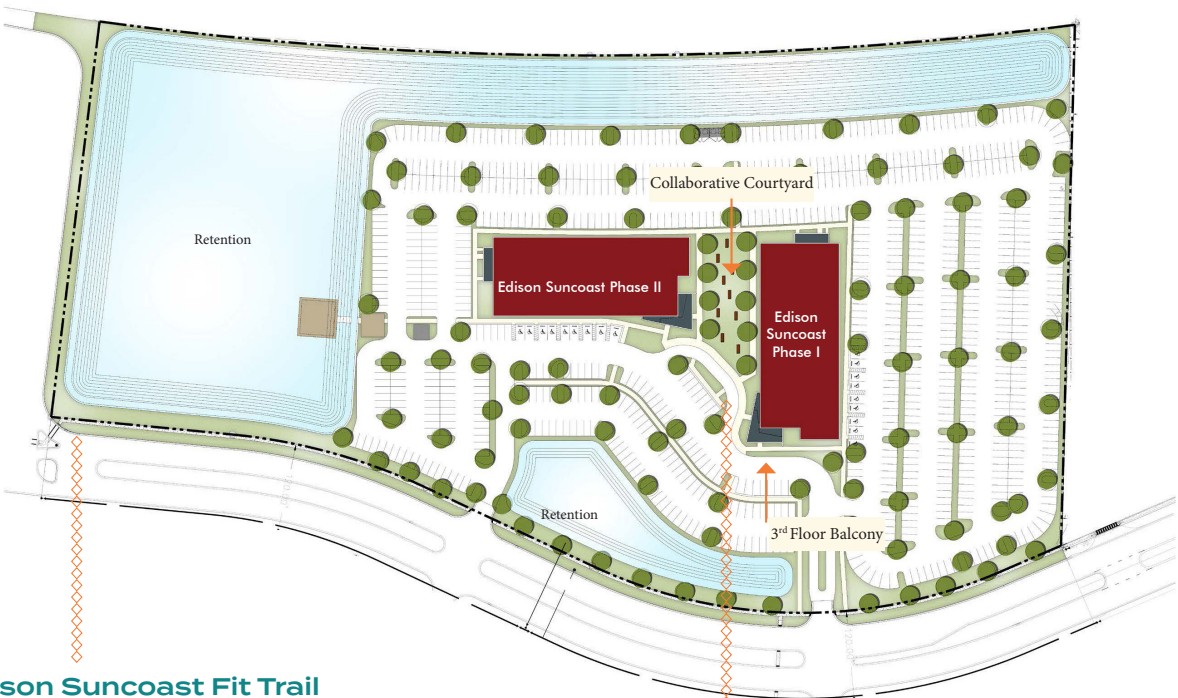 Collaborative Courtyard
Retention
Edison Suncoast Phase II
Edison
Suncoast
Phase I
Retention
3rd Floor Balcony
son Suncoast Fit Trail